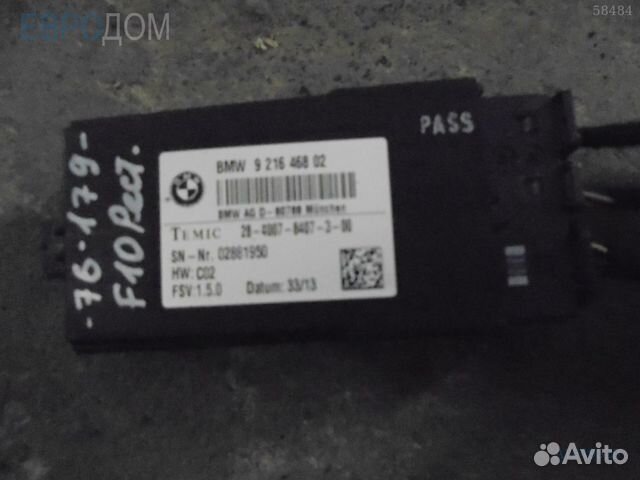 58484
ЕВРОДОМ
PASS
BMW 9 216 468 02
BMW AG D-80788 München
TEMIC 28-4007-8407-3-00
SN-Nr. 02881950
HW: C02
FSV: 1.5.0 Datum: 33/13
-76-179-
F10 Рест.
Avito